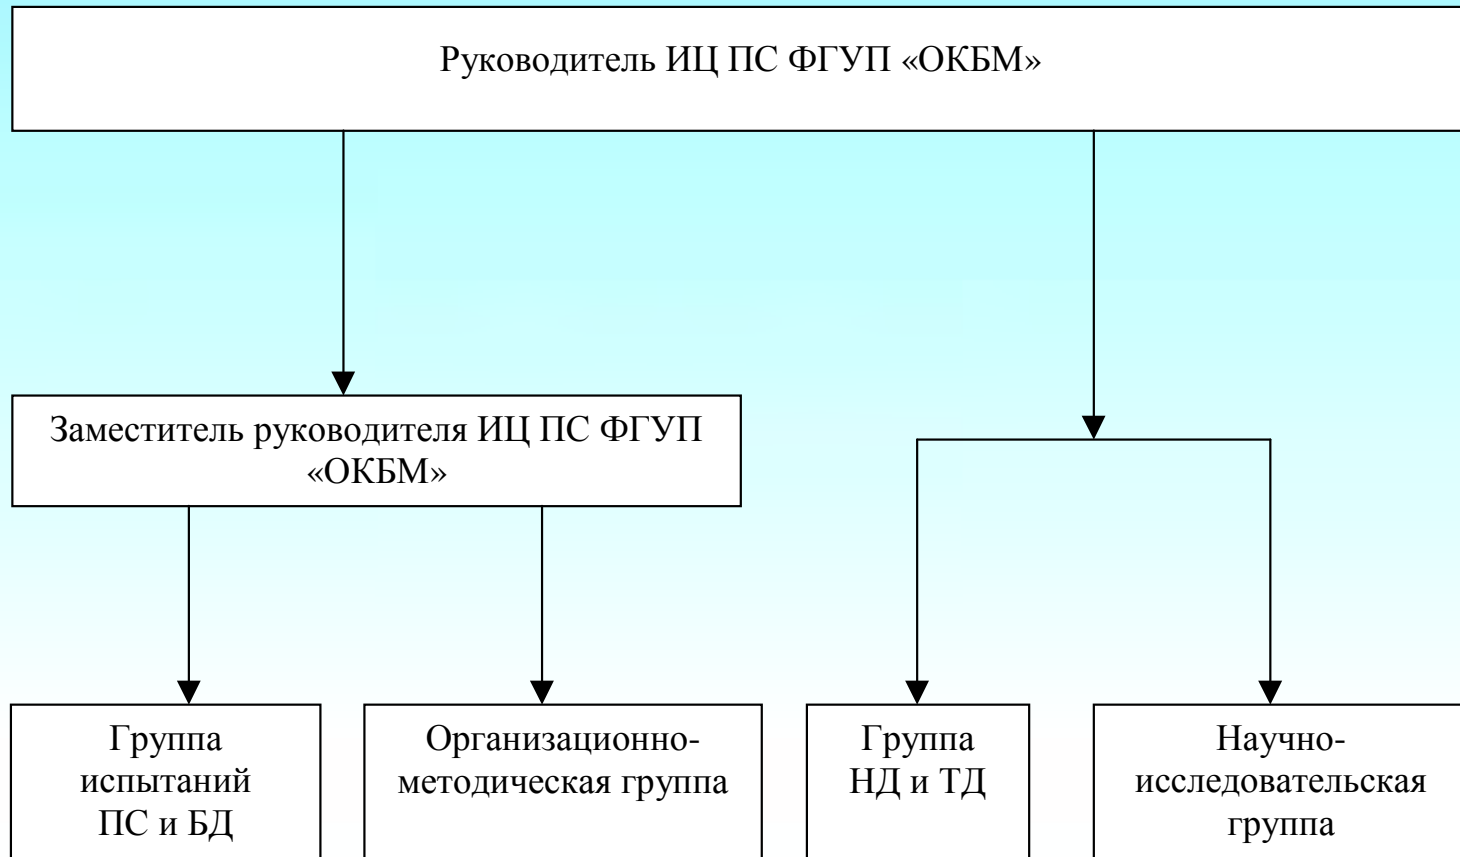 Руководитель ИЦ ПС ФГУП «ОКБМ»
Заместитель руководителя ИЦ ПС ФГУП
«ОКБМ»
Группа
испытаний
ПС и БД
Организационно-
методическая группа
Группа
НД и ТД
Научно-
исследовательская
группа